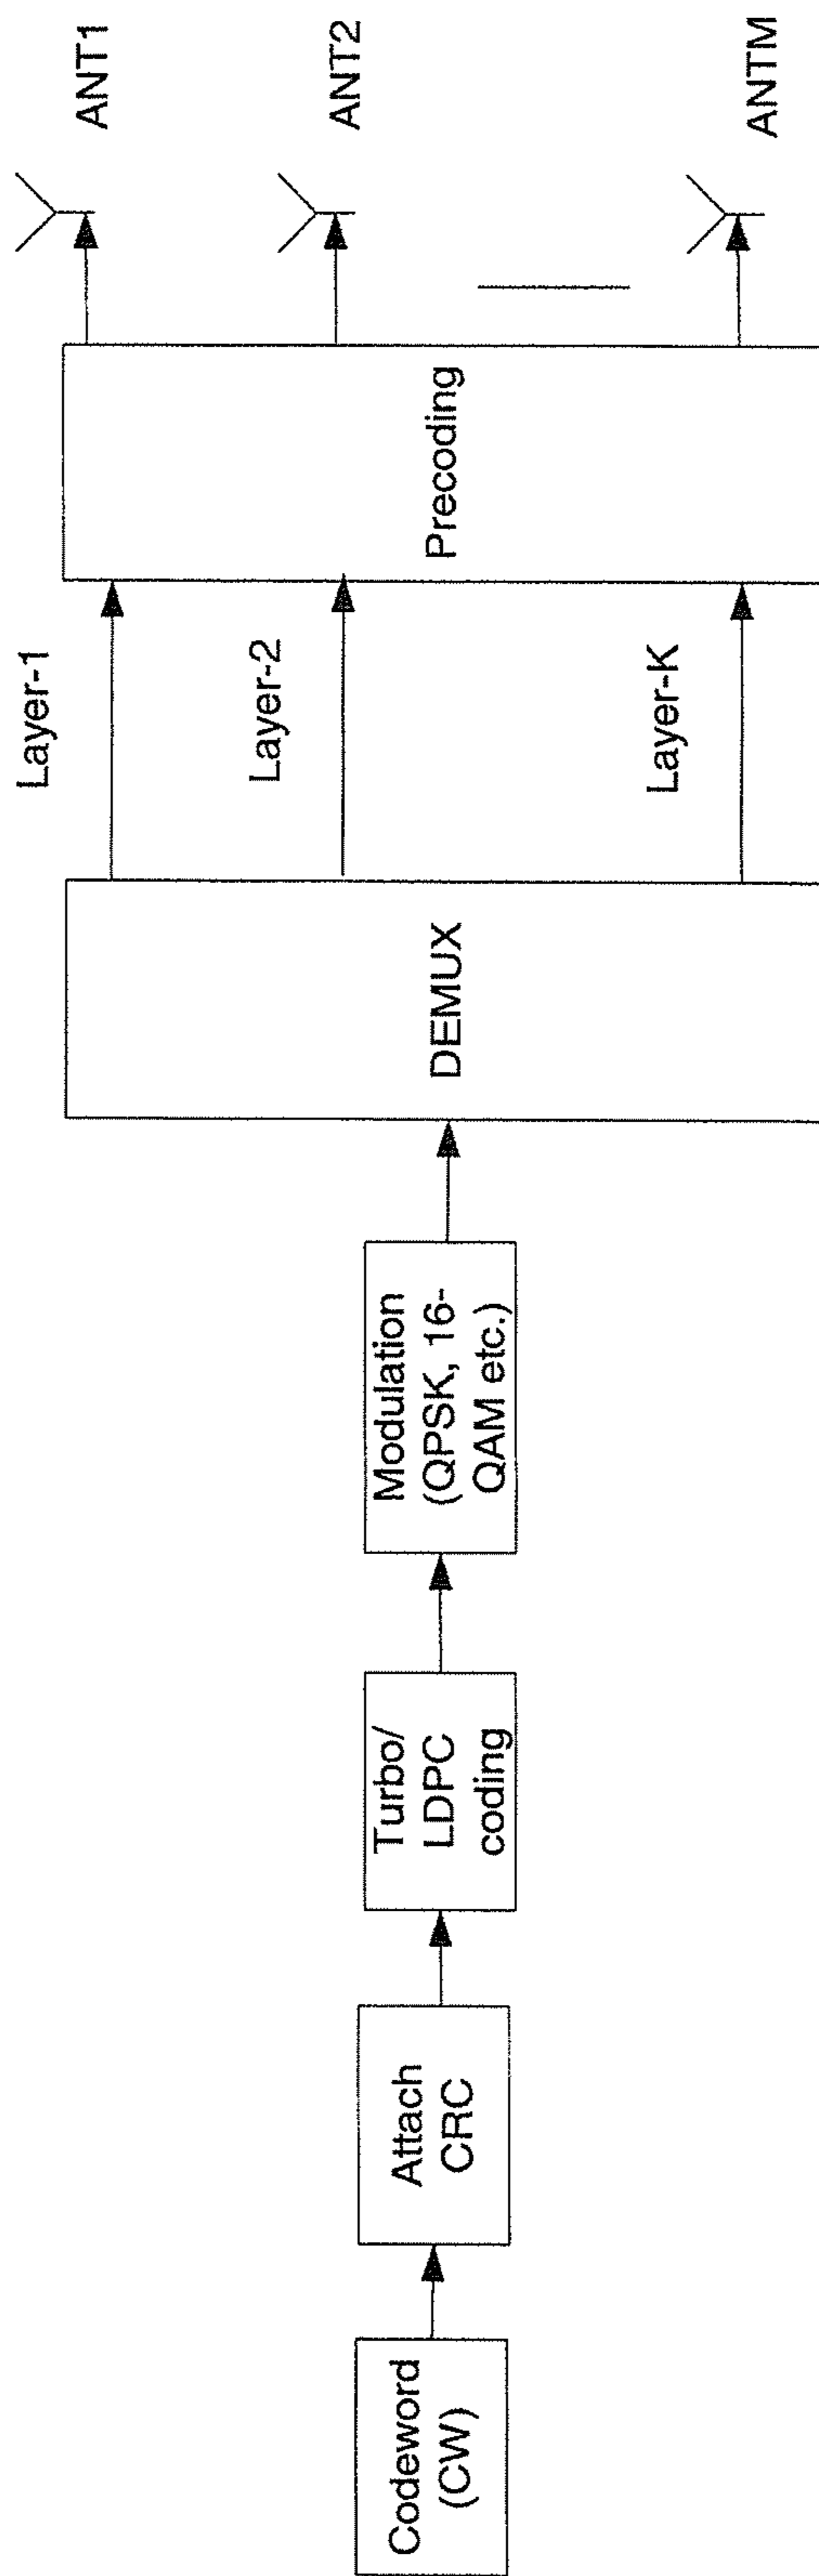 Codeword
(CW)
Attach
CRC
Turbo/
LDPC
coding
Modulation
(QPSK, 16-
QAM etc.)
DEMUX
Layer-1
Layer-2
Layer-K
Precoding
ANT1
ANT2
ANTM